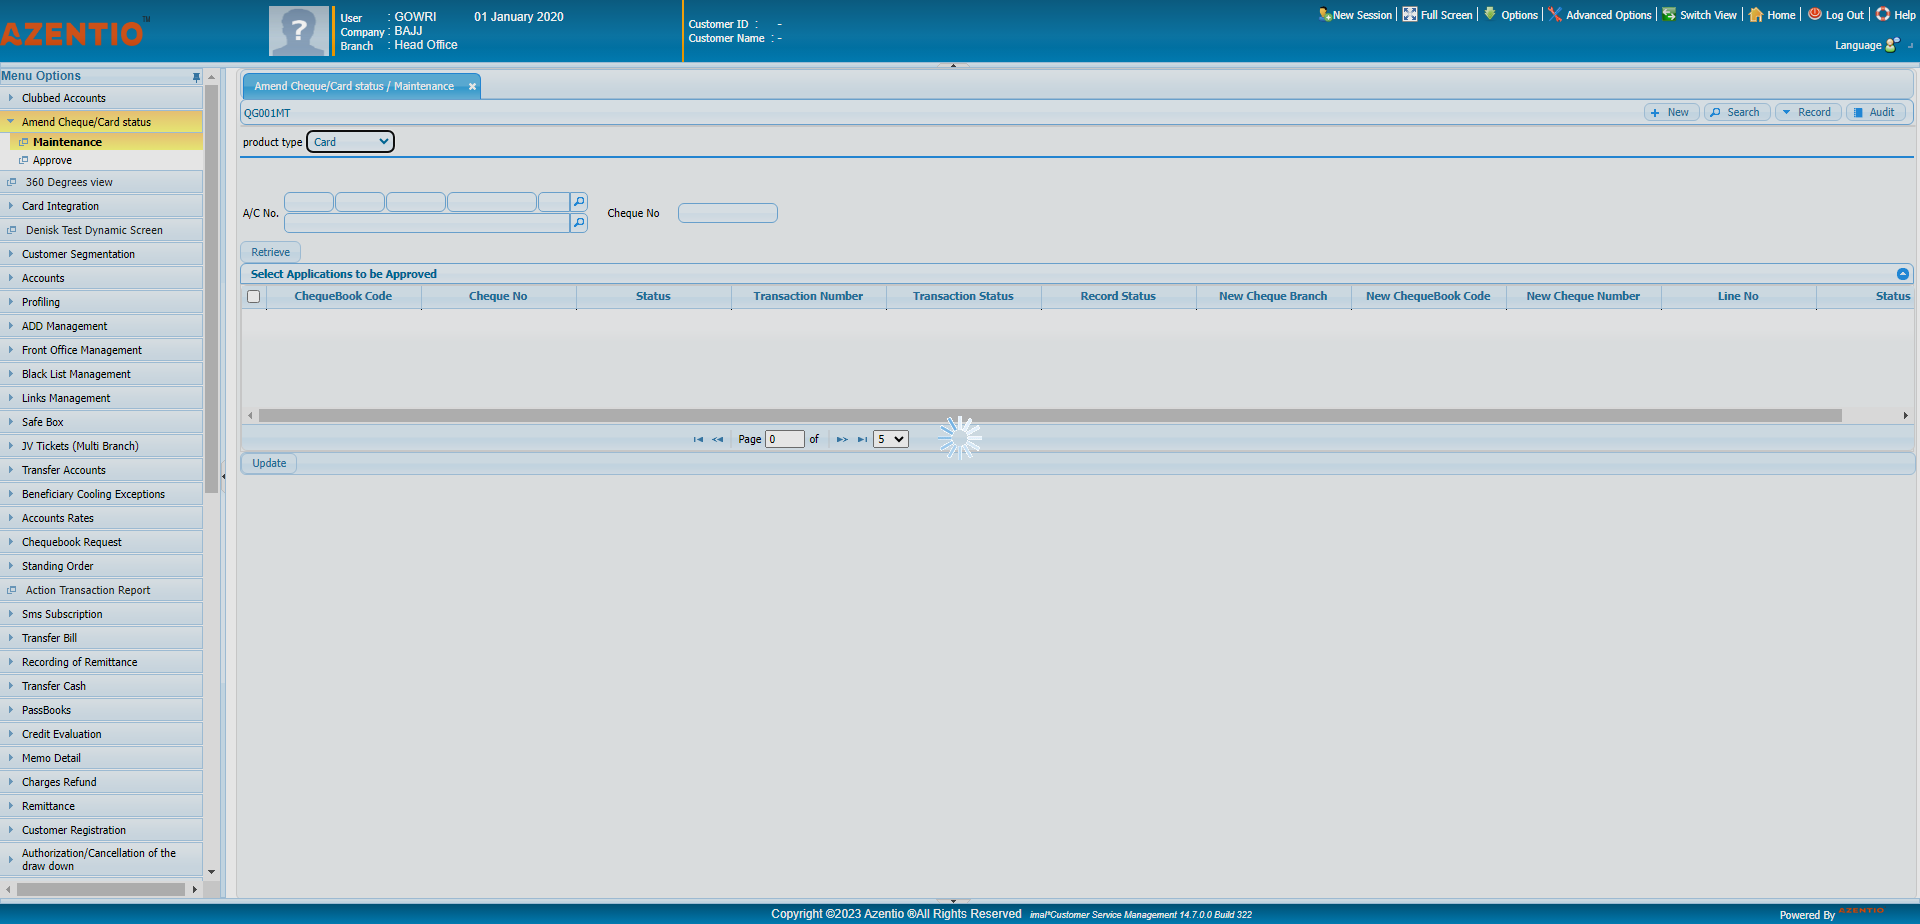 AZENTIO™
User : GOWRI 01 January 2020
Company : BAJJ
Branch : Head Office
Customer ID : -
Customer Name : -
New Session Full Screen Options Advanced Options Switch View Home Log Out Help
Language
Menu Options
Clubbed Accounts
Amend Cheque/Card status
Maintenance
Approve
360 Degrees view
Card Integration
Denisk Test Dynamic Screen
Customer Segmentation
Accounts
Profiling
ADD Management
Front Office Management
Black List Management
Links Management
Safe Box
JV Tickets (Multi Branch)
Transfer Accounts
Beneficiary Cooling Exceptions
Accounts Rates
Chequebook Request
Standing Order
Action Transaction Report
Sms Subscription
Transfer Bill
Recording of Remittance
Transfer Cash
PassBooks
Credit Evaluation
Memo Detail
Charges Refund
Remittance
Customer Registration
Authorization/Cancellation of the
draw down
Amend Cheque/Card status / Maintenance
QG001MT
New Search Record Audit
product type Card
A/C No. Cheque No
Retrieve
Select Applications to be Approved
ChequeBook Code Cheque No Status Transaction Number Transaction Status Record Status New Cheque Branch New ChequeBook Code New Cheque Number Line No Status
Page 0 of 5
Update
Copyright ©2023 Azentio ®All Rights Reserved imal*Customer Service Management 14.7.0.0 Build 322
Powered By AZENTIO